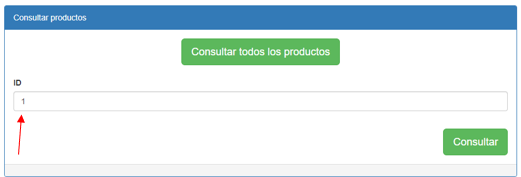 Consultar productos
Consultar todos los productos
ID
1
Consultar